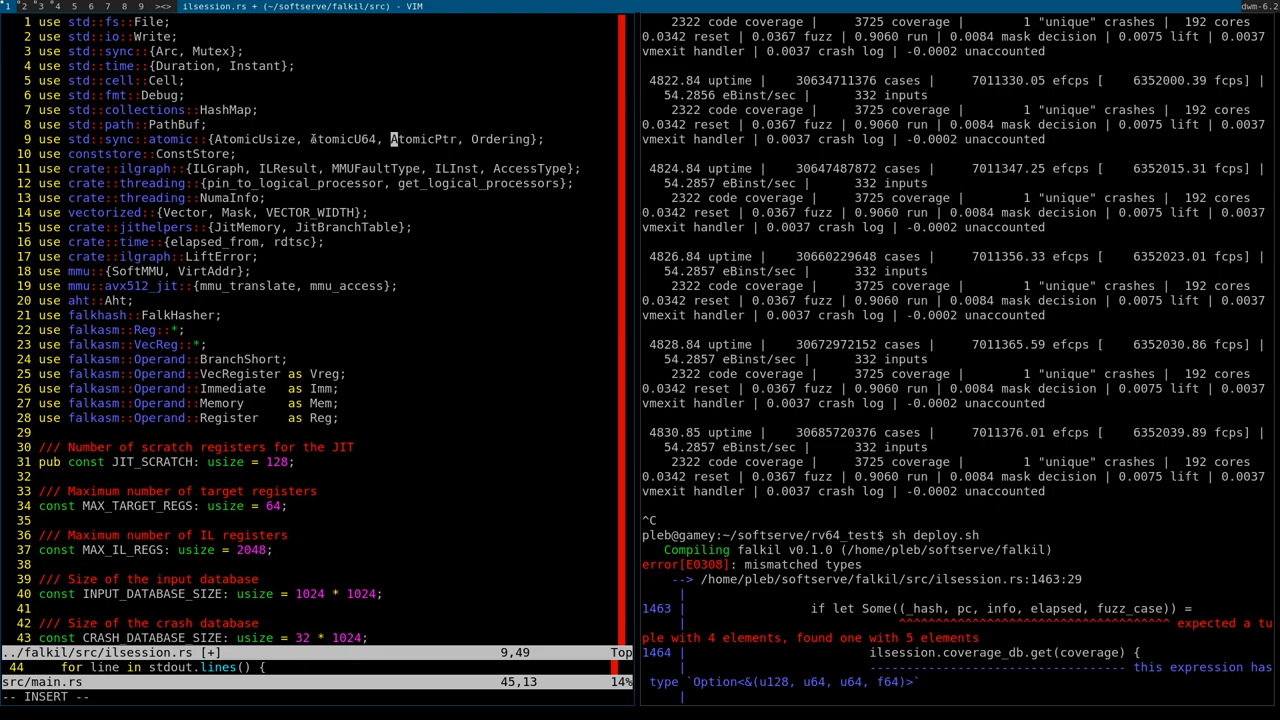 1 2 3 4 5 6 7 8 9 ><> ilsession.rs + (~/softserve/falkil/src) - VIM dwm-6.2
1 use std::fs::File;
2 use std::io::Write;
3 use std::sync::{Arc, Mutex};
4 use std::time::{Duration, Instant};
5 use std::cell::Cell;
6 use std::fmt::Debug;
7 use std::collections::HashMap;
8 use std::path::PathBuf;
9 use std::sync::atomic::{AtomicUsize, AtomicU64, AtomicPtr, Ordering};
10 use conststore::ConstStore;
11 use crate::ilgraph::{ILGraph, ILResult, MMUFaultType, ILInst, AccessType};
12 use crate::threading::{pin_to_logical_processor, get_logical_processors};
13 use crate::threading::NumaInfo;
14 use vectorized::{Vector, Mask, VECTOR_WIDTH};
15 use crate::jithelpers::{JitMemory, JitBranchTable};
16 use crate::time::{elapsed_from, rdtsc};
17 use crate::ilgraph::LiftError;
18 use mmu::{SoftMMU, VirtAddr};
19 use mmu::avx512_jit::{mmu_translate, mmu_access};
20 use aht::Aht;
21 use falkhash::FalkHasher;
22 use falkasm::Reg::*;
23 use falkasm::VecReg::*;
24 use falkasm::Operand::BranchShort;
25 use falkasm::Operand::VecRegister as Vreg;
26 use falkasm::Operand::Immediate   as Imm;
27 use falkasm::Operand::Memory      as Mem;
28 use falkasm::Operand::Register    as Reg;
29
30 /// Number of scratch registers for the JIT
31 pub const JIT_SCRATCH: usize = 128;
32
33 /// Maximum number of target registers
34 const MAX_TARGET_REGS: usize = 64;
35
36 /// Maximum number of IL registers
37 const MAX_IL_REGS: usize = 2048;
38
39 /// Size of the input database
40 const INPUT_DATABASE_SIZE: usize = 1024 * 1024;
41
42 /// Size of the crash database
43 const CRASH_DATABASE_SIZE: usize = 32 * 1024;
../falkil/src/ilsession.rs [+] 9,49 Top
44 for line in stdout.lines() {
src/main.rs 45,13 14%
-- INSERT --
2322 code coverage | 3725 coverage | 1 "unique" crashes | 192 cores
0.0342 reset | 0.0367 fuzz | 0.9060 run | 0.0084 mask decision | 0.0075 lift | 0.0037
vmexit handler | 0.0037 crash log | -0.0002 unaccounted
4822.84 uptime | 30634711376 cases | 7011330.05 efcps [ 6352000.39 fcps] |
54.2856 eBinst/sec | 332 inputs
2322 code coverage | 3725 coverage | 1 "unique" crashes | 192 cores
0.0342 reset | 0.0367 fuzz | 0.9060 run | 0.0084 mask decision | 0.0075 lift | 0.0037
vmexit handler | 0.0037 crash log | -0.0002 unaccounted
4824.84 uptime | 30647487872 cases | 7011347.25 efcps [ 6352015.31 fcps] |
54.2857 eBinst/sec | 332 inputs
2322 code coverage | 3725 coverage | 1 "unique" crashes | 192 cores
0.0342 reset | 0.0367 fuzz | 0.9060 run | 0.0084 mask decision | 0.0075 lift | 0.0037
vmexit handler | 0.0037 crash log | -0.0002 unaccounted
4826.84 uptime | 30660229648 cases | 7011356.33 efcps [ 6352023.01 fcps] |
54.2857 eBinst/sec | 332 inputs
2322 code coverage | 3725 coverage | 1 "unique" crashes | 192 cores
0.0342 reset | 0.0367 fuzz | 0.9060 run | 0.0084 mask decision | 0.0075 lift | 0.0037
vmexit handler | 0.0037 crash log | -0.0002 unaccounted
4828.84 uptime | 30672972152 cases | 7011365.59 efcps [ 6352030.86 fcps] |
54.2857 eBinst/sec | 332 inputs
2322 code coverage | 3725 coverage | 1 "unique" crashes | 192 cores
0.0342 reset | 0.0367 fuzz | 0.9060 run | 0.0084 mask decision | 0.0075 lift | 0.0037
vmexit handler | 0.0037 crash log | -0.0002 unaccounted
4830.85 uptime | 30685720376 cases | 7011376.01 efcps [ 6352039.89 fcps] |
54.2857 eBinst/sec | 332 inputs
2322 code coverage | 3725 coverage | 1 "unique" crashes | 192 cores
0.0342 reset | 0.0367 fuzz | 0.9060 run | 0.0084 mask decision | 0.0075 lift | 0.0037
vmexit handler | 0.0037 crash log | -0.0002 unaccounted
^C
pleb@gamey:~/softserve/rv64_test$ sh deploy.sh
Compiling falkil v0.1.0 (/home/pleb/softserve/falkil)
error[E0308]: mismatched types
--> /home/pleb/softserve/falkil/src/ilsession.rs:1463:29
|
1463 | if let Some((_hash, pc, info, elapsed, fuzz_case)) =
| ^^^^^^^^^^^^^^^^^^^^^^^^^^^^^^^^^^^^ expected a tu
ple with 4 elements, found one with 5 elements
1464 | ilsession.coverage_db.get(coverage) {
| ----------------------------------- this expression has
type `Option<&(u128, u64, u64, f64)>`
|